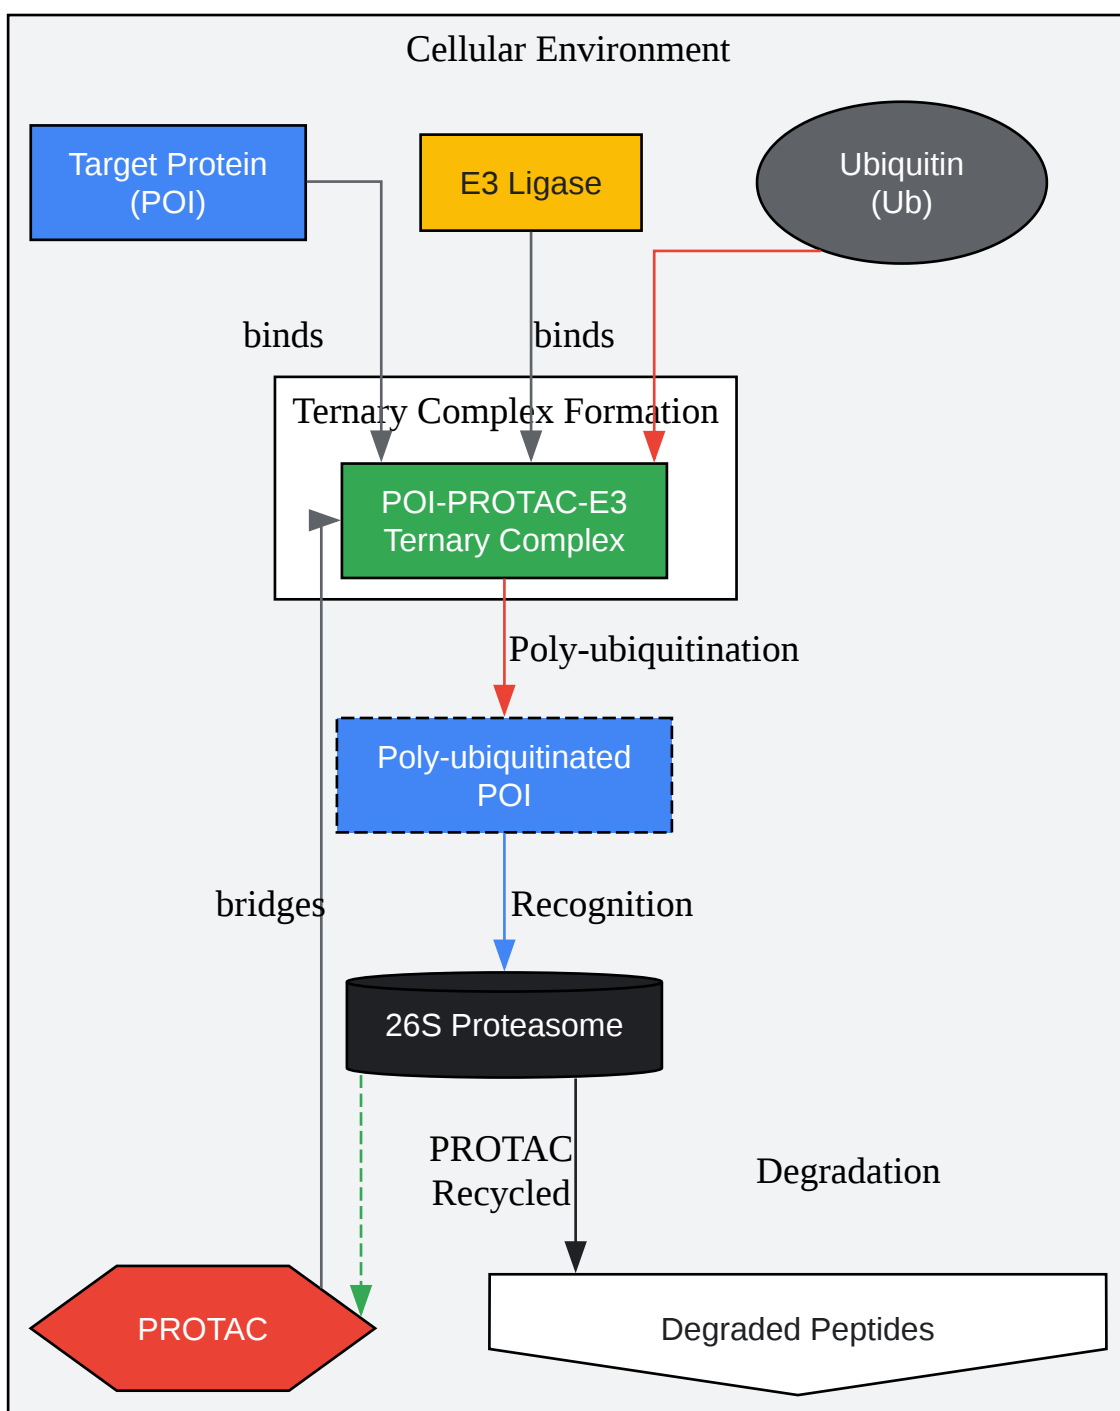 Cellular Environment
Target Protein
(POI)
E3 Ligase
Ubiquitin
(Ub)
binds
binds
Ternary Complex Formation
POI-PROTAC-E3
Ternary Complex
Poly-ubiquitination
Poly-ubiquitinated
POI
bridges
Recognition
26S Proteasome
PROTAC
Recycled
Degradation
PROTAC
Degraded Peptides